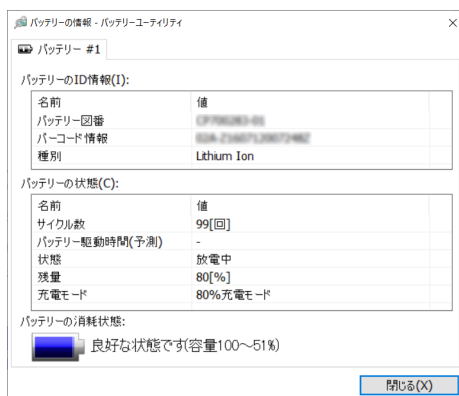 バッテリーの情報 - バッテリーユーティリティ
バッテリー #1
バッテリーのID情報(I):
名前 値
バッテリー図番
バーコード情報
種別 Lithium Ion
バッテリーの状態(C):
名前 値
サイクル数 99[回]
バッテリー駆動時間(予測) -
状態 放電中
残量 80[%]
充電モード 80%充電モード
バッテリーの消耗状態:
良好な状態です(容量100～51%)
閉じる(X)